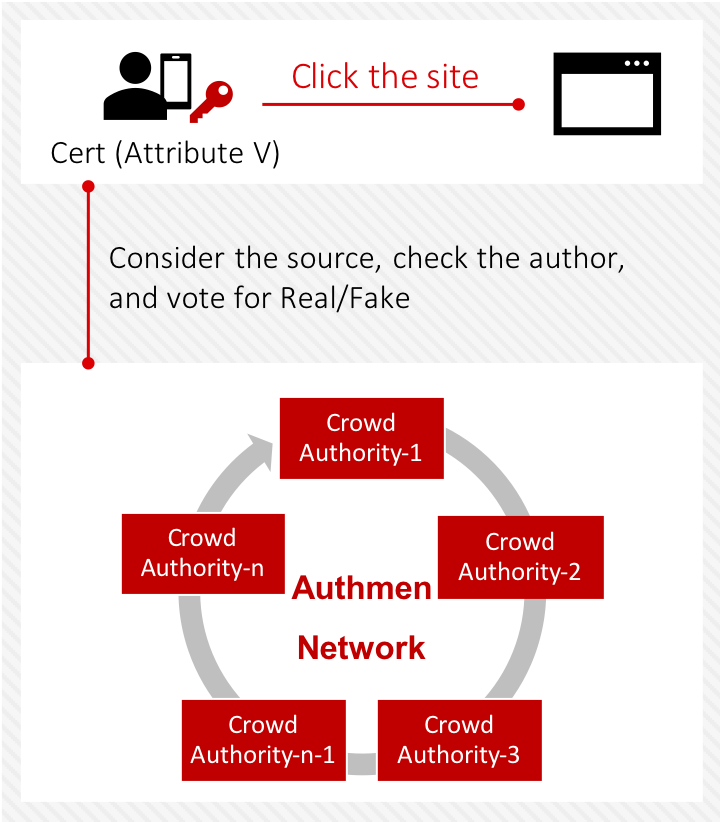 Click the site
Cert (Attribute V)
Consider the source, check the author,
and vote for Real/Fake
Crowd
Authority-1
Crowd
Authority-n
Crowd
Authority-2
Authmen
Network
Crowd
Authority-n-1
Crowd
Authority-3